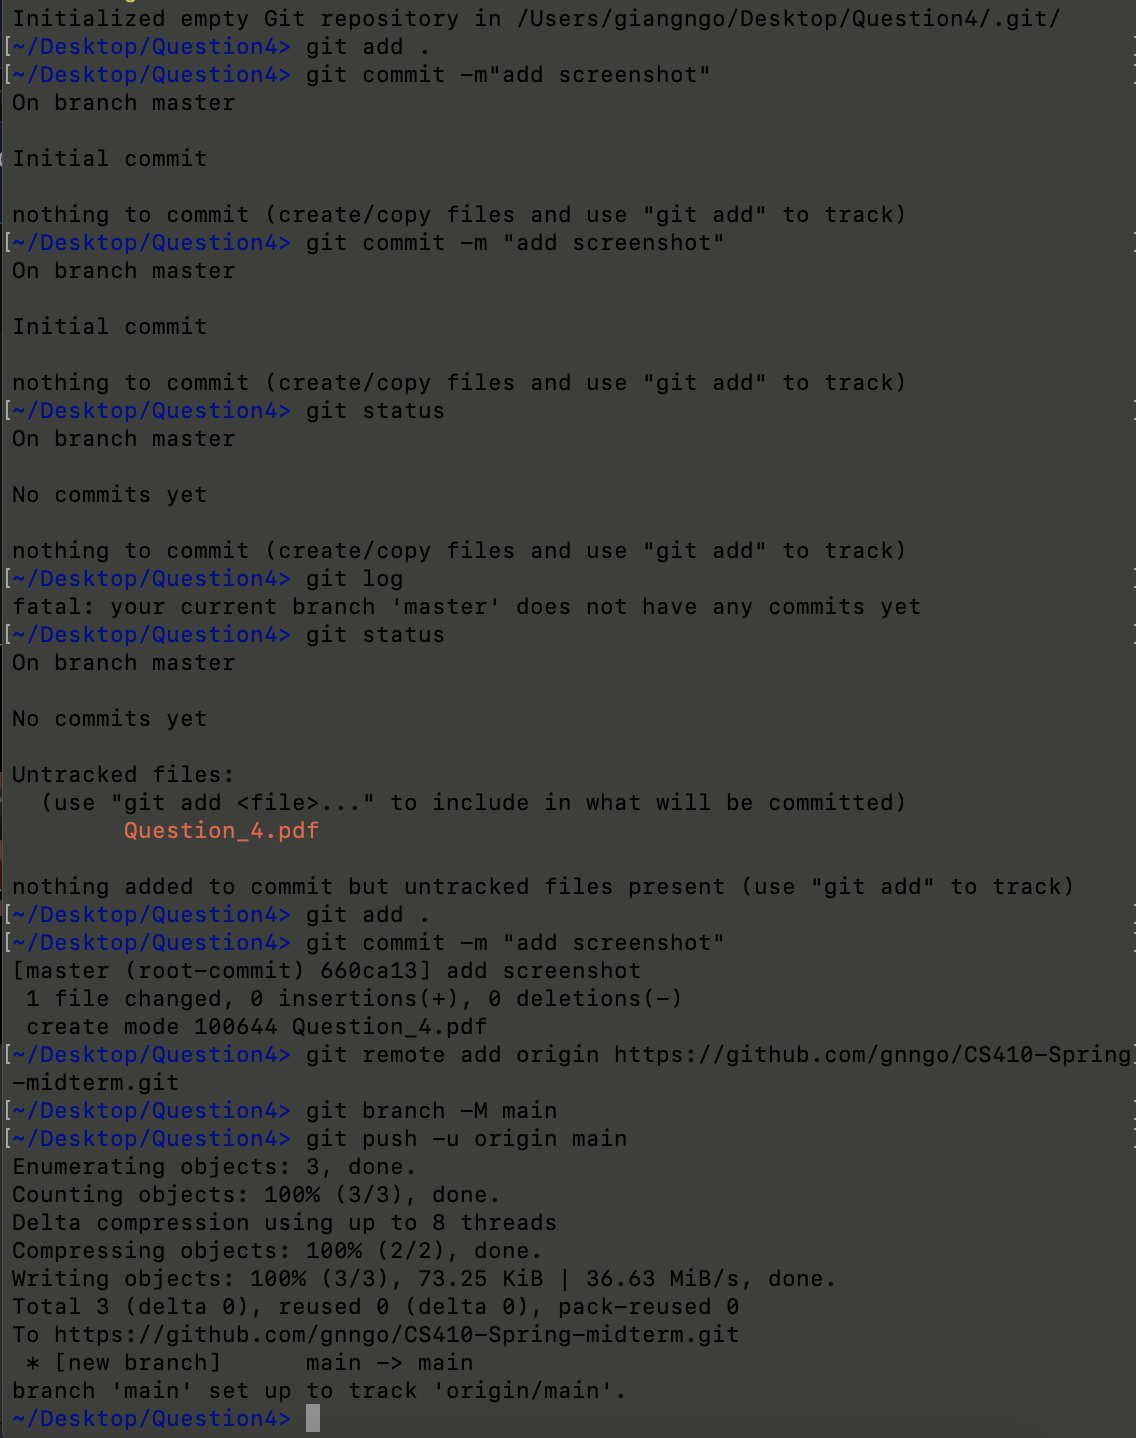 Initialized empty Git repository in /Users/giangngo/Desktop/Question4/.git/
[~/Desktop/Question4> git add .
[~/Desktop/Question4> git commit -m"add screenshot"
On branch master
Initial commit
nothing to commit (create/copy files and use "git add" to track)
[~/Desktop/Question4> git commit -m "add screenshot"
On branch master
Initial commit
nothing to commit (create/copy files and use "git add" to track)
[~/Desktop/Question4> git status
On branch master
No commits yet
nothing to commit (create/copy files and use "git add" to track)
[~/Desktop/Question4> git log
fatal: your current branch 'master' does not have any commits yet
[~/Desktop/Question4> git status
On branch master
No commits yet
Untracked files:
  (use "git add <file>..." to include in what will be committed)
        Question_4.pdf
nothing added to commit but untracked files present (use "git add" to track)
[~/Desktop/Question4> git add .
[~/Desktop/Question4> git commit -m "add screenshot"
[master (root-commit) 660ca13] add screenshot
 1 file changed, 0 insertions(+), 0 deletions(-)
 create mode 100644 Question_4.pdf
[~/Desktop/Question4> git remote add origin https://github.com/gnngo/CS410-Spring
-midterm.git
[~/Desktop/Question4> git branch -M main
[~/Desktop/Question4> git push -u origin main
Enumerating objects: 3, done.
Counting objects: 100% (3/3), done.
Delta compression using up to 8 threads
Compressing objects: 100% (2/2), done.
Writing objects: 100% (3/3), 73.25 KiB | 36.63 MiB/s, done.
Total 3 (delta 0), reused 0 (delta 0), pack-reused 0
To https://github.com/gnngo/CS410-Spring-midterm.git
 * [new branch]      main -> main
branch 'main' set up to track 'origin/main'.
~/Desktop/Question4>